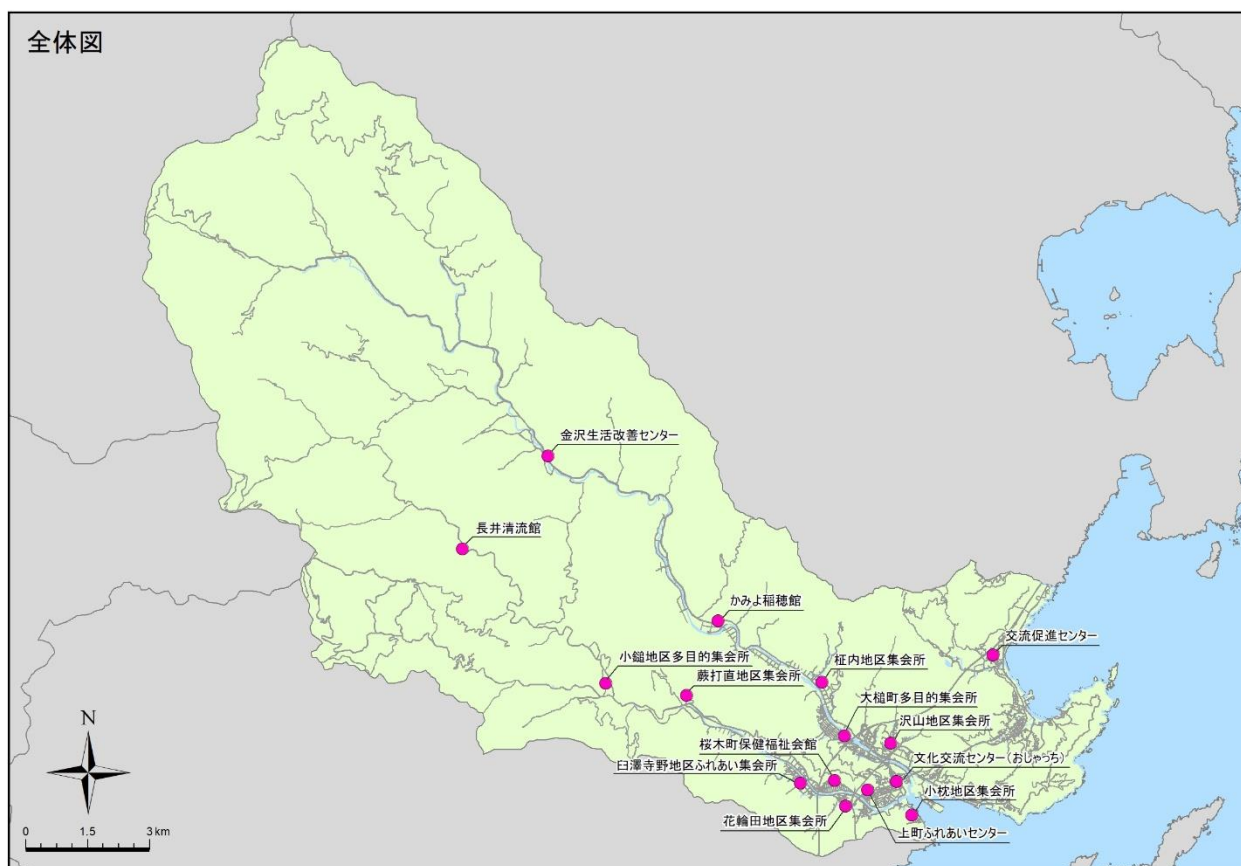 全体図
金沢生活改善センター
長井清流館
かみよ稲穂館
交流促進センター
小鎚地区多目的集会所
柾内地区集会所
蕨打直地区集会所
大槌町多目的集会所
沢山地区集会所
桜木町保健福祉会館
文化交流センター（おしゃっち）
臼澤寺野地区ふれあい集会所
小枕地区集会所
花輪田地区集会所
上町ふれあいセンター
N
0 1.5 3 km